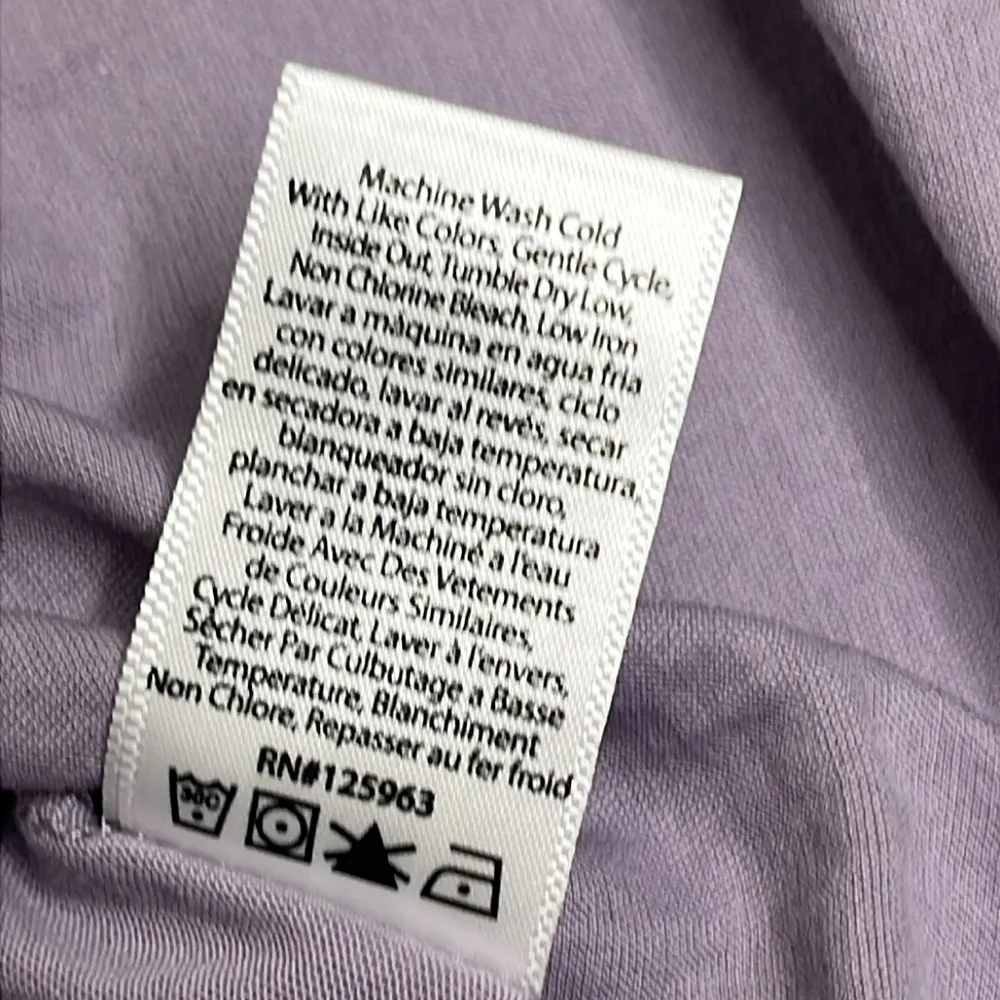 Machine Wash Cold
With Like Colors, Gentle Cycle,
Inside Out, Tumble Dry Low,
Non Chlorine Bleach, Low Iron
Lavar a máquina en agua fria
con colores similares, ciclo
delicado, lavar al revés, secar
en secadora a baja temperatura,
blanqueador sin cloro,
planchar a baja temperatura
Laver a la Machiné a l'eau
Froide Avec Des Vetements
de Couleurs Similaires,
Cycle Délicat, Laver à l'envers,
Sécher Par Culbutage a Basse
Temperature, Blanchiment
Non Chlore, Repasser au fer froid
RN#125963
30C